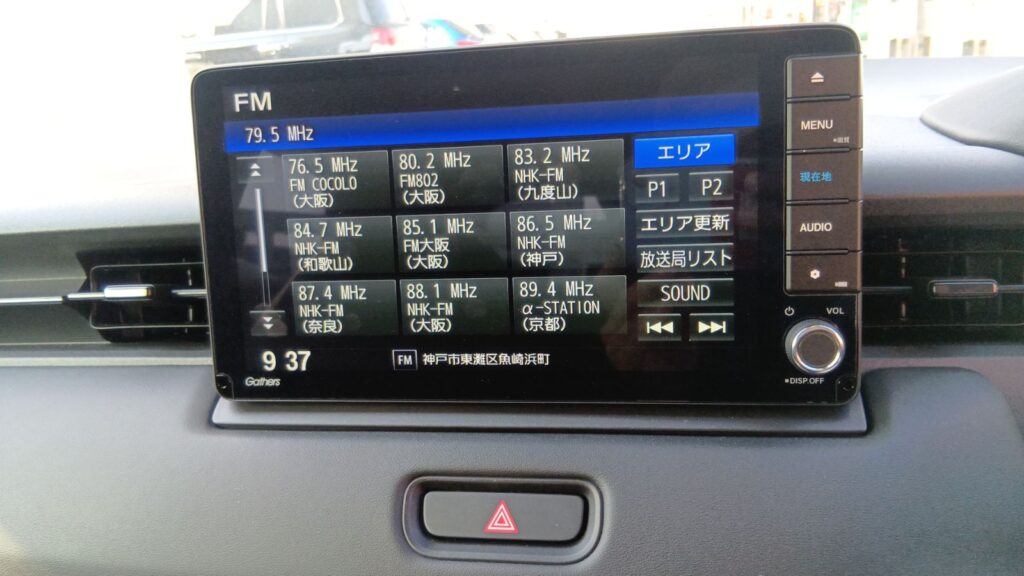 FM
79.5 MHz
76.5 MHz
FM COCOLO
(大阪)
80.2 MHz
FM802
(大阪)
83.2 MHz
NHK-FM
(九度山)
84.7 MHz
NHK-FM
(和歌山)
85.1 MHz
FM大阪
(大阪)
86.5 MHz
NHK-FM
(神戸)
87.4 MHz
NHK-FM
(奈良)
88.1 MHz
NHK-FM
(大阪)
89.4 MHz
α-STATION
(京都)
エリア
P1
P2
エリア更新
放送局リスト
SOUND
9 37
FM 神戸市東灘区魚崎浜町
Gathers
MENU
現在地
AUDIO
VOL
DISP.OFF